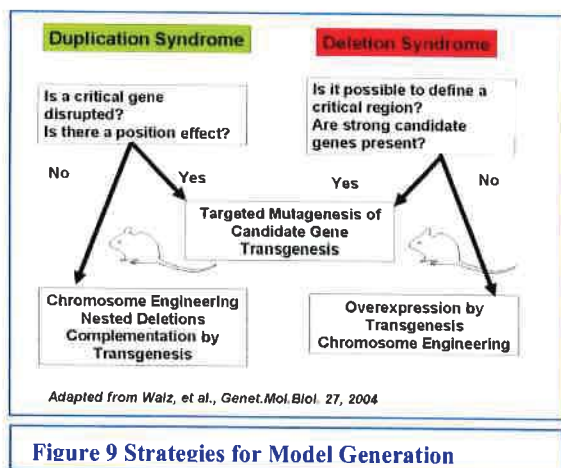 Duplication Syndrome
Deletion Syndrome
Is a critical gene
disrupted?
Is there a position effect?
Is it possible to define a
critical region?
Are strong candidate
genes present?
No
Yes
Yes
No
Targeted Mutagenesis of
Candidate Gene
Transgenesis
Chromosome Engineering
Nested Deletions
Complementation by
Transgenesis
Overexpression by
Transgenesis
Chromosome Engineering
Adapted from Walz, et al., Genet.Mol.Biol. 27, 2004
Figure 9 Strategies for Model Generation